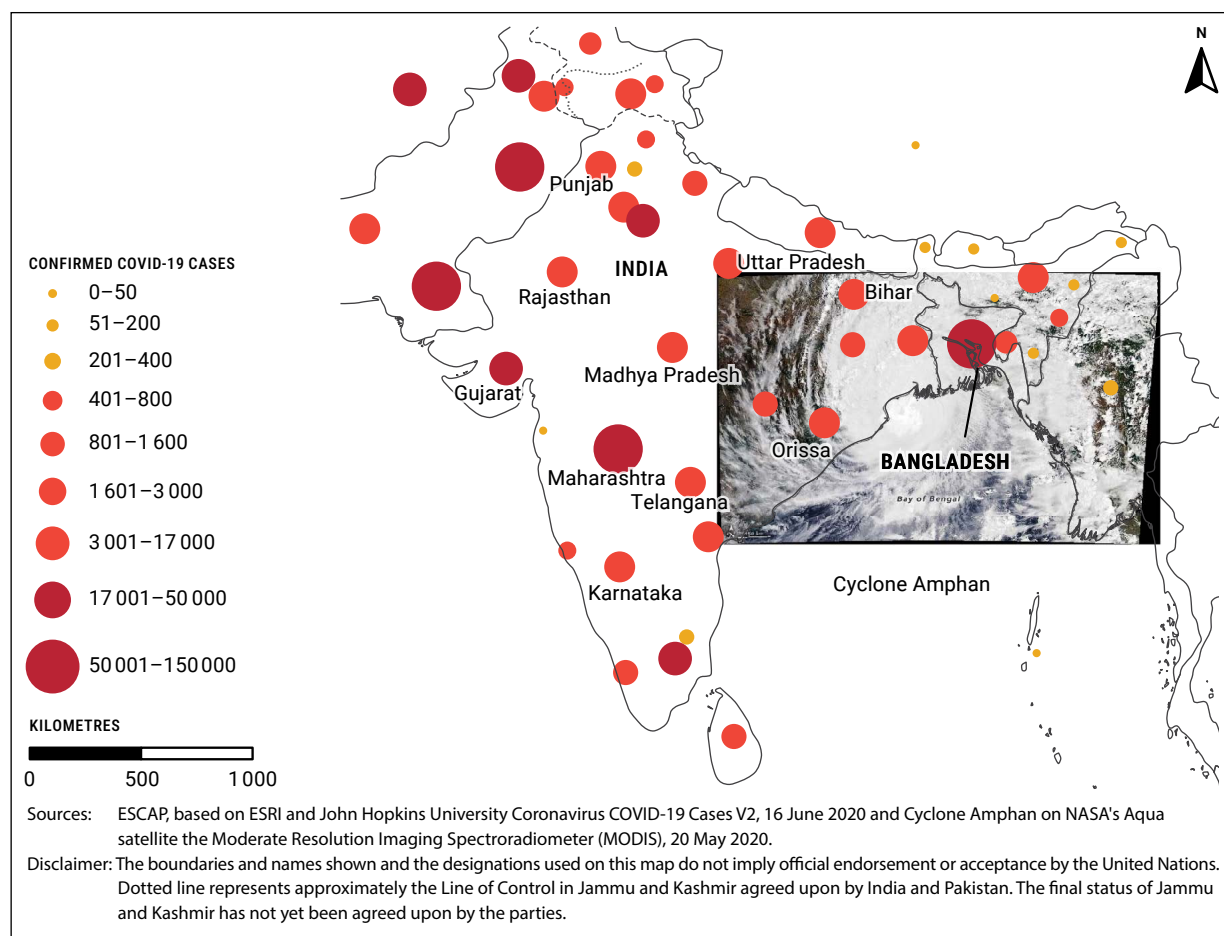 N
Punjab
INDIA
Uttar Pradesh
Rajasthan
Bihar
Madhya Pradesh
Gujarat
Orissa
BANGLADESH
Maharashtra
Telangana
Bay of Bengal
Karnataka
Cyclone Amphan
CONFIRMED COVID-19 CASES
0–50
51–200
201–400
401–800
801–1 600
1 601–3 000
3 001–17 000
17 001–50 000
50 001–150 000
KILOMETRES
0 500 1 000
Sources: ESCAP, based on ESRI and John Hopkins University Coronavirus COVID-19 Cases V2, 16 June 2020 and Cyclone Amphan on NASA's Aqua
satellite the Moderate Resolution Imaging Spectroradiometer (MODIS), 20 May 2020.
Disclaimer: The boundaries and names shown and the designations used on this map do not imply official endorsement or acceptance by the United Nations.
Dotted line represents approximately the Line of Control in Jammu and Kashmir agreed upon by India and Pakistan. The final status of Jammu
and Kashmir has not yet been agreed upon by the parties.